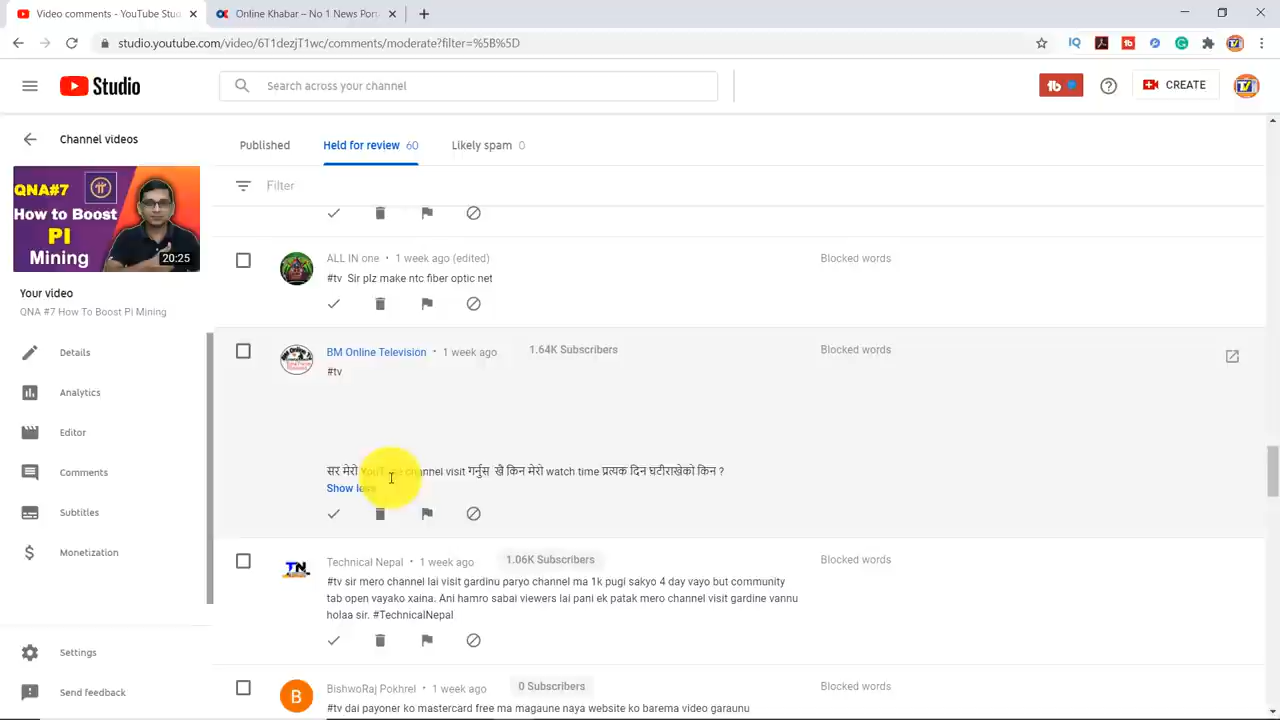 Video comments - YouTube Stu
Online Khabar – No 1 News Port
studio.youtube.com/video/6T1dezjT1wc/comments/moderate?filter=%5B%5D
Studio
Search across your channel
CREATE
Channel videos
QNA#7
How to Boost
PI
Mining
20:25
Your video
QNA #7 How To Boost Pi Mining
Details
Analytics
Editor
Comments
Subtitles
Monetization
Settings
Send feedback
Published
Held for review 60
Likely spam 0
Filter
ALL IN one • 1 week ago (edited)
Blocked words
#tv Sir plz make ntc fiber optic net
BM Online Television • 1 week ago 1.64K Subscribers
Blocked words
#tv
सर मेरो channel visit गर्नुस खै किन मेरो watch time प्रत्यक दिन घटीराखेको किन ?
Show less
Technical Nepal • 1 week ago 1.06K Subscribers
Blocked words
#tv sir mero channel lai visit gardinu paryo channel ma 1k pugi sakyo 4 day vayo but community
tab open vayako xaina. Ani hamro sabai viewers lai pani ek patak mero channel visit gardine vannu
holaa sir. #TechnicalNepal
BishwoRaj Pokhrel • 1 week ago 0 Subscribers
Blocked words
#tv dai payoner ko mastercard free ma magaune naya website ko barema video garaunu